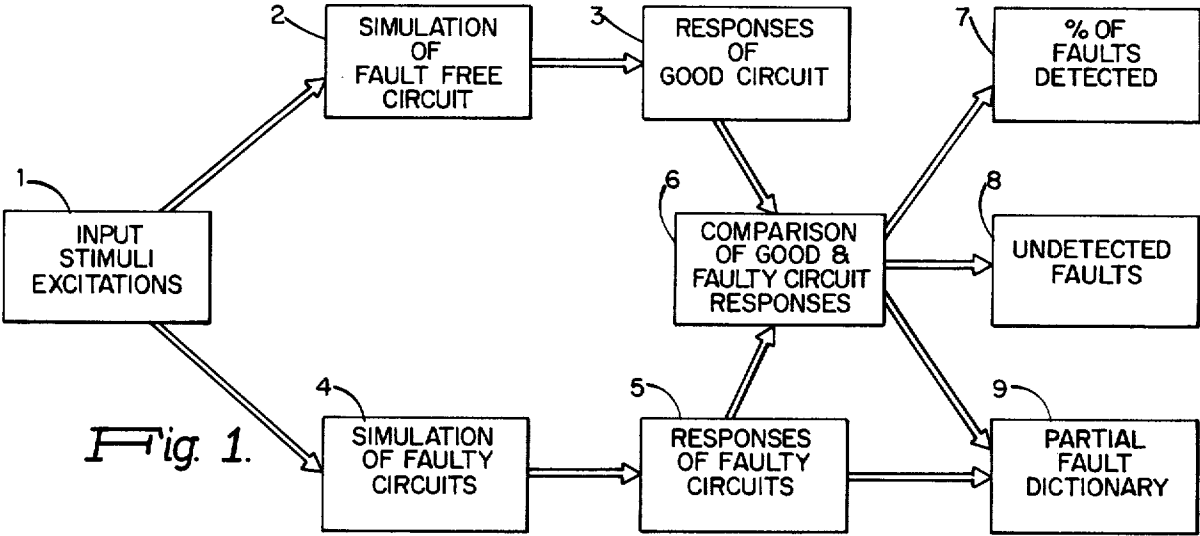 2
SIMULATION
OF
FAULT FREE
CIRCUIT
3
RESPONSES
OF
GOOD CIRCUIT
7
% OF
FAULTS
DETECTED
1
INPUT
STIMULI
EXCITATIONS
6
COMPARISON
OF GOOD &
FAULTY CIRCUIT
RESPONSES
8
UNDETECTED
FAULTS
4
SIMULATION
OF FAULTY
CIRCUITS
5
RESPONSES
OF FAULTY
CIRCUITS
9
PARTIAL
FAULT
DICTIONARY
Fig. 1.